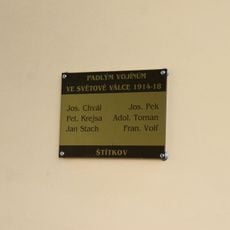 PADLÝM VOJÍNŮM
VE SVĚTOVÉ VÁLCE 1914-18
Jos. Chvál Jos. Pek
Pet. Krejsa Adol. Toman
Jan Stach Fran. Volf
ŠTÍTKOV